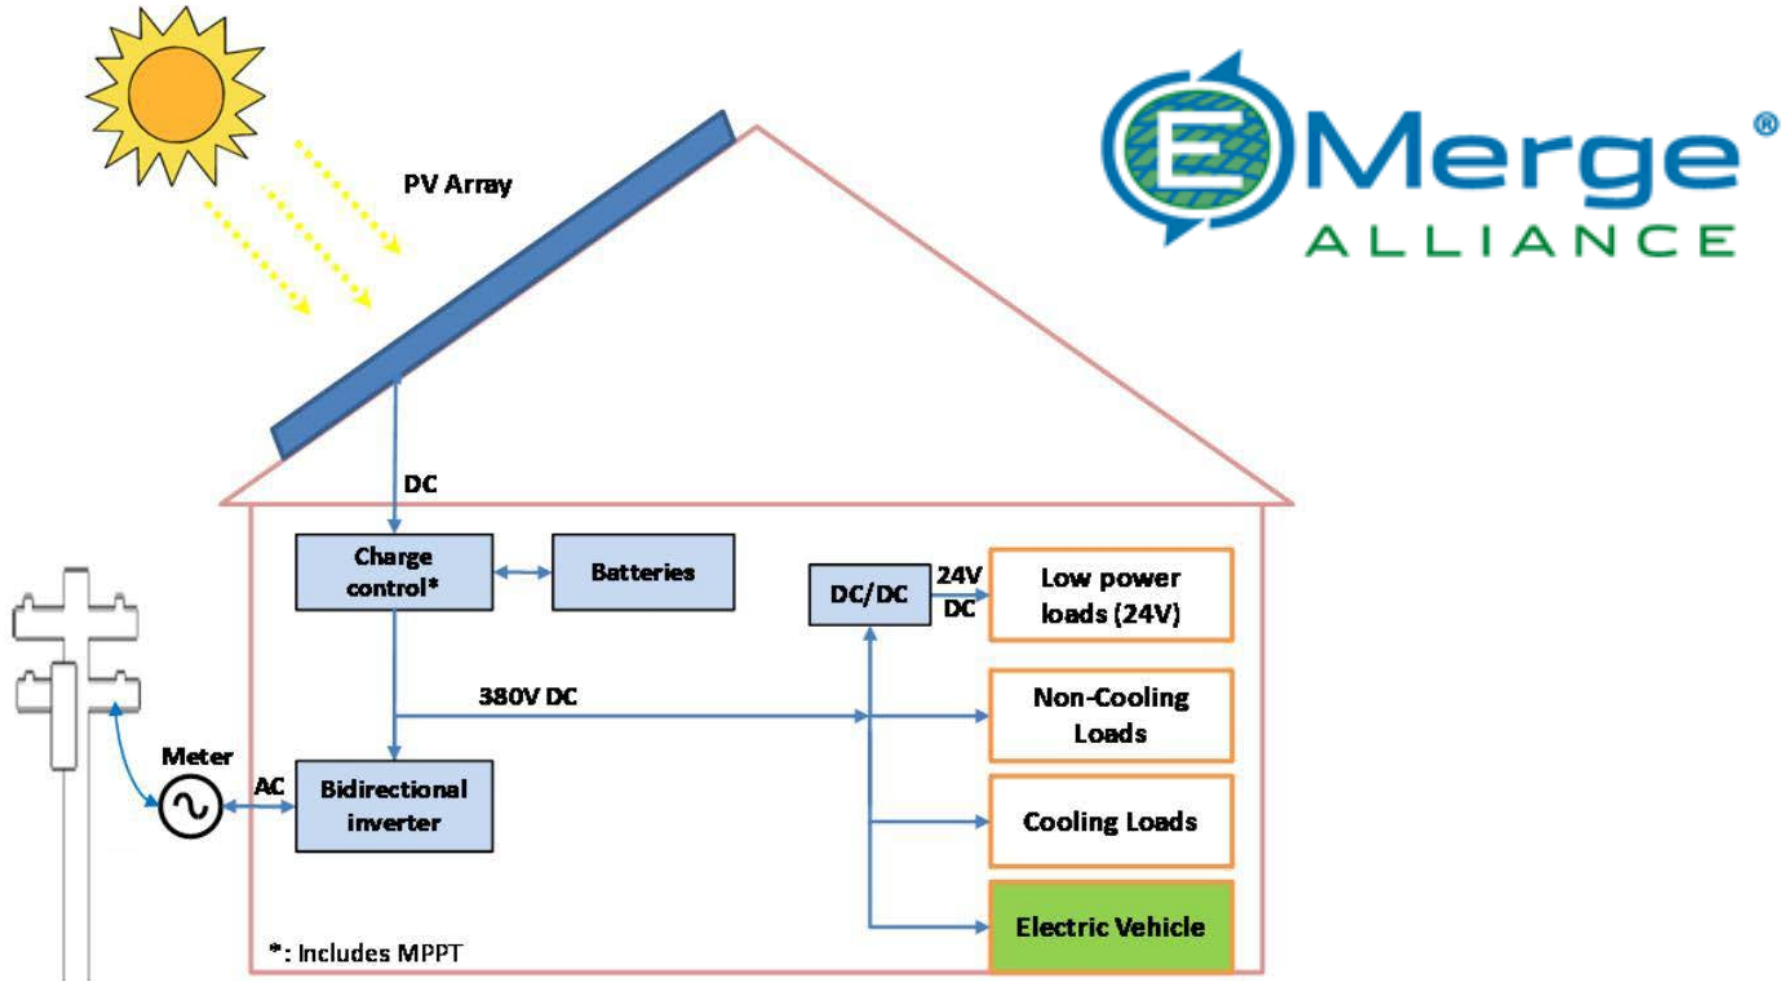 PV Array
EMerge®
ALLIANCE
DC
Charge
control*
Batteries
DC/DC
24V
DC
Low power
loads (24V)
380V DC
Non-Cooling
Loads
Meter
AC
Bidirectional
inverter
Cooling Loads
Electric Vehicle
*: Includes MPPT